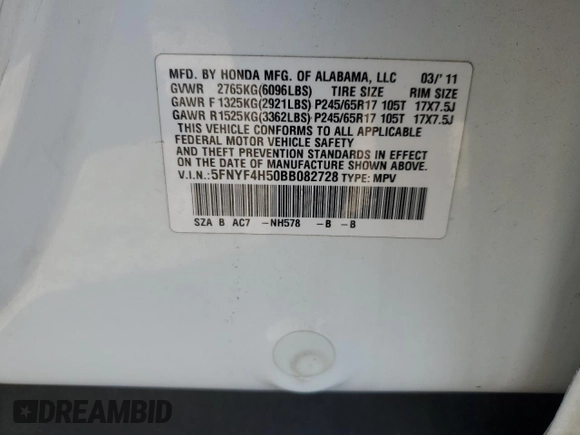 MFD. BY HONDA MFG. OF ALABAMA, LLC 03/'11
GVWR 2765KG(6096LBS) TIRE SIZE RIM SIZE
GAWR F 1325KG(2921LBS) P245/65R17 105T 17X7.5J
GAWR R1525KG(3362LBS) P245/65R17 105T 17X7.5J
THIS VEHICLE CONFORMS TO ALL APPLICABLE
FEDERAL MOTOR VEHICLE SAFETY
AND THEFT PREVENTION STANDARDS IN EFFECT
ON THE DATE OF MANUFACTURE SHOWN ABOVE.
V.I.N.:5FNYF4H50BB082728 TYPE: MPV
SZA B AC7 -NH578 -B -B
DREAMBID